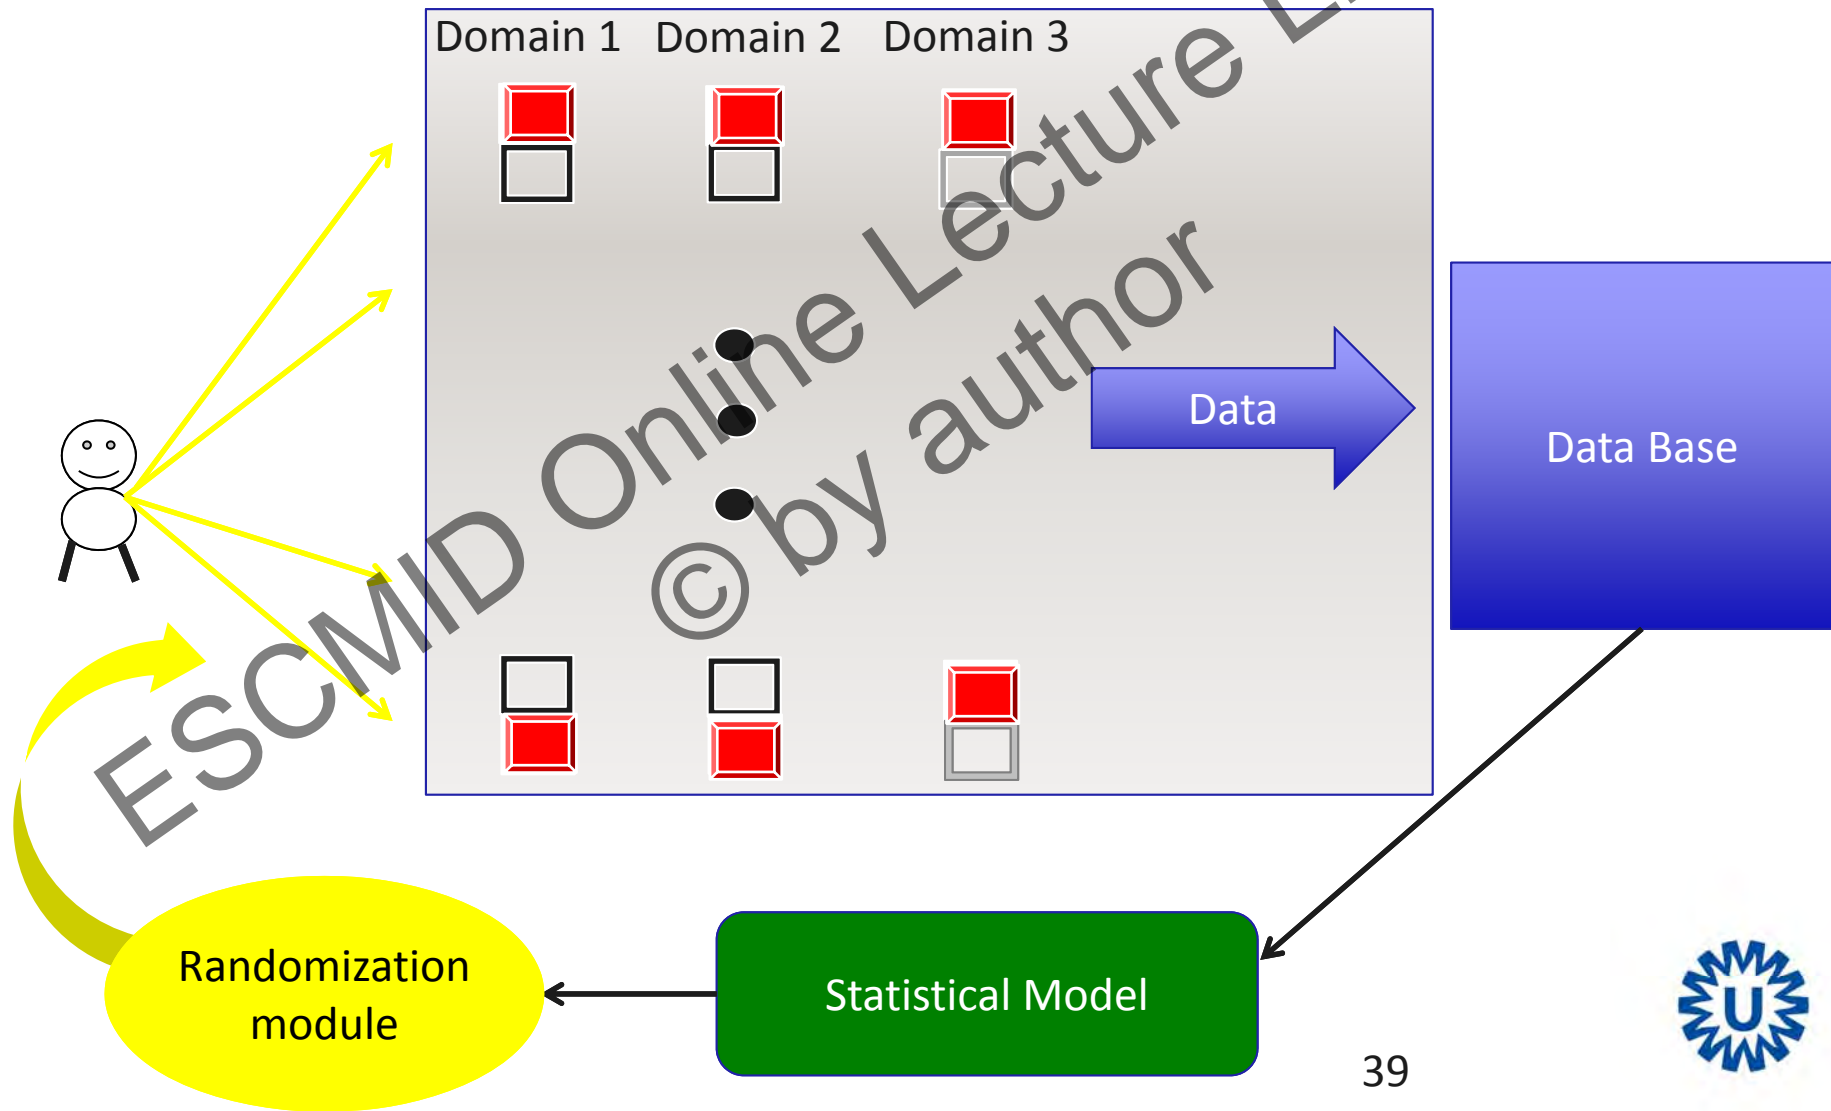 Domain 1 Domain 2 Domain 3
Data
Data Base
Randomization
module
Statistical Model
39
U
ESCMID Online Lecture
© by author